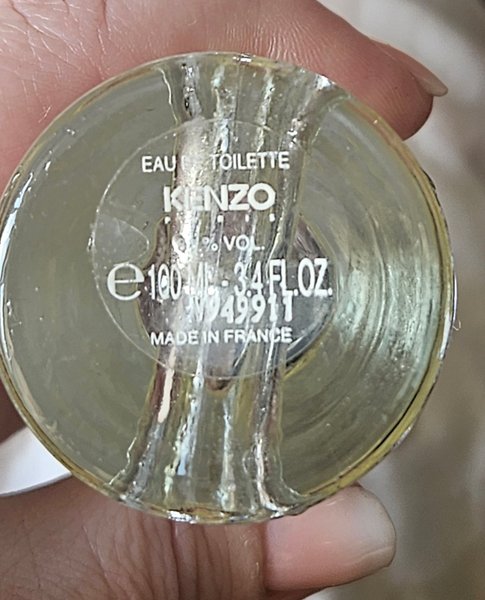 EAU DE TOILETTE
KENZO
% VOL.
℮ 100 ML - 3.4 FL.OZ.
MADE IN FRANCE